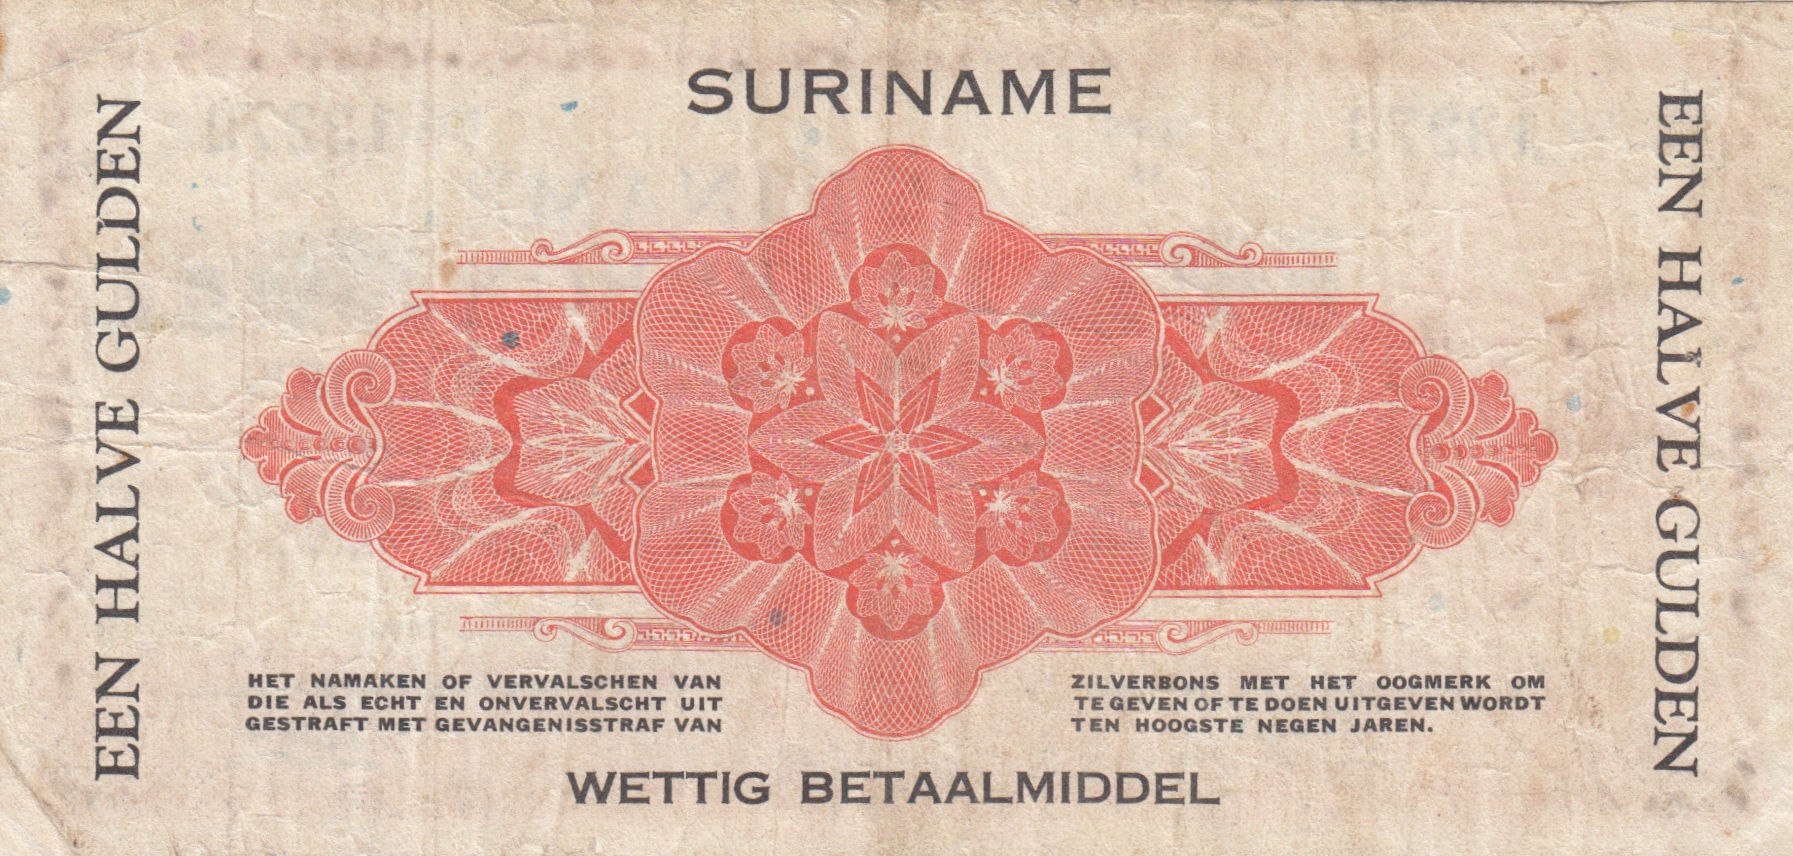 SURINAME
EEN HALVE GULDEN
EEN HALVE GULDEN
HET NAMAKEN OF VERVALSCHEN VAN
DIE ALS ECHT EN ONVERVALSCHT UIT
GESTRAFT MET GEVANGENISSTRAF VAN
ZILVERBONS MET HET OOGMERK OM
TE GEVEN OF TE DOEN UITGEVEN WORDT
TEN HOOGSTE NEGEN JAREN.
WETTIG BETAALMIDDEL